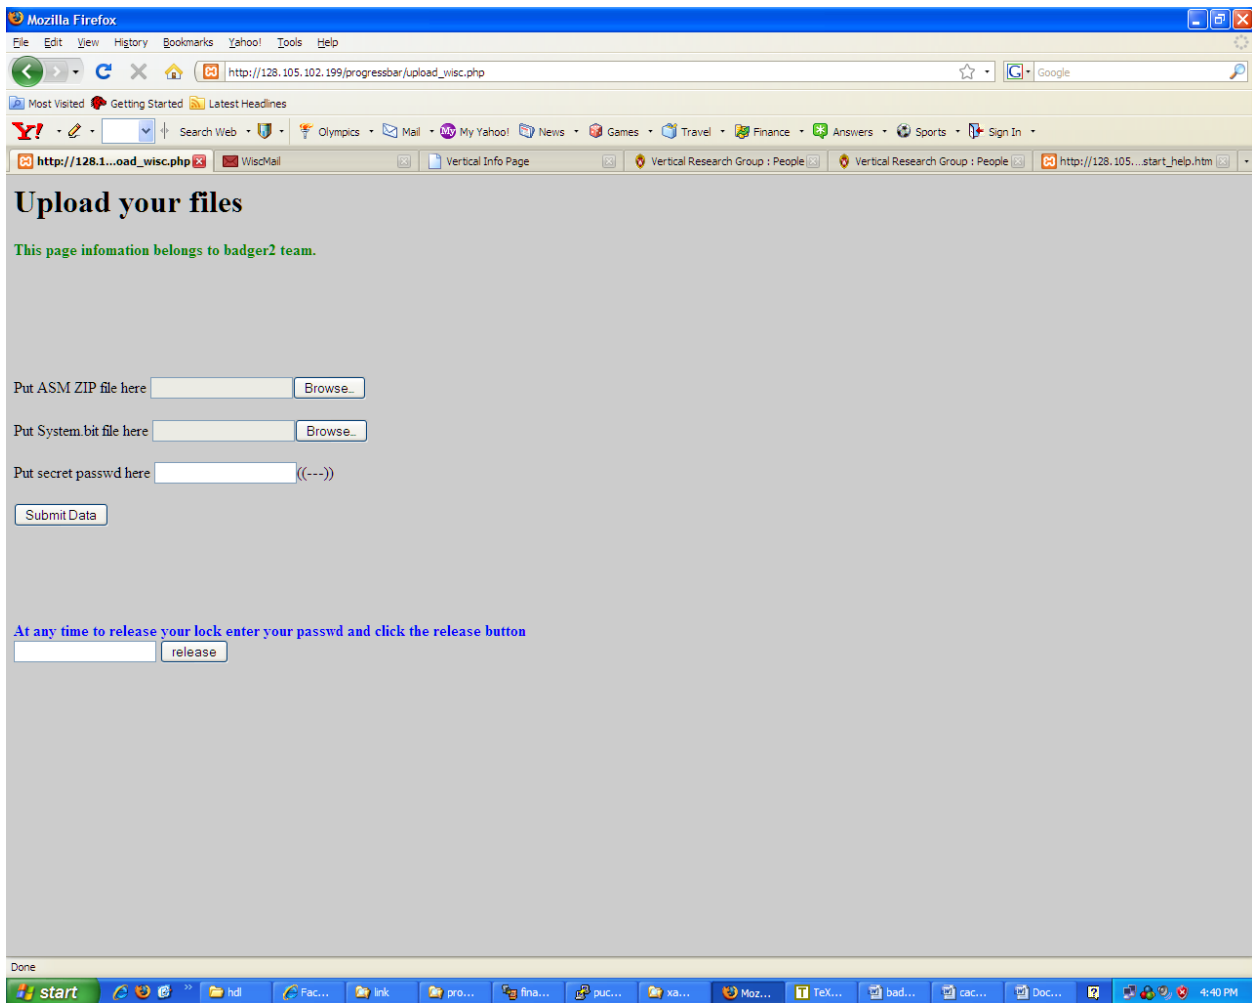 Mozilla Firefox
File Edit View History Bookmarks Yahoo! Tools Help
http://128.105.102.199/progressbar/upload_wisc.php
Google
Most Visited Getting Started Latest Headlines
Y! Search Web Olympics Mail My My Yahoo! News Games Travel Finance Answers Sports Sign In
http://128.1...oad_wisc.php WiscMail Vertical Info Page Vertical Research Group : People Vertical Research Group : People http://128.105....start_help.htm
Upload your files
This page infomation belongs to badger2 team.
Put ASM ZIP file here Browse...
Put System.bit file here Browse...
Put secret passwd here ((---))
Submit Data
At any time to release your lock enter your passwd and click the release button
release
Done
start hdl Fac... link pro... fina... puc... xa... Moz... TeX... bad... cac... Doc... 4:40 PM